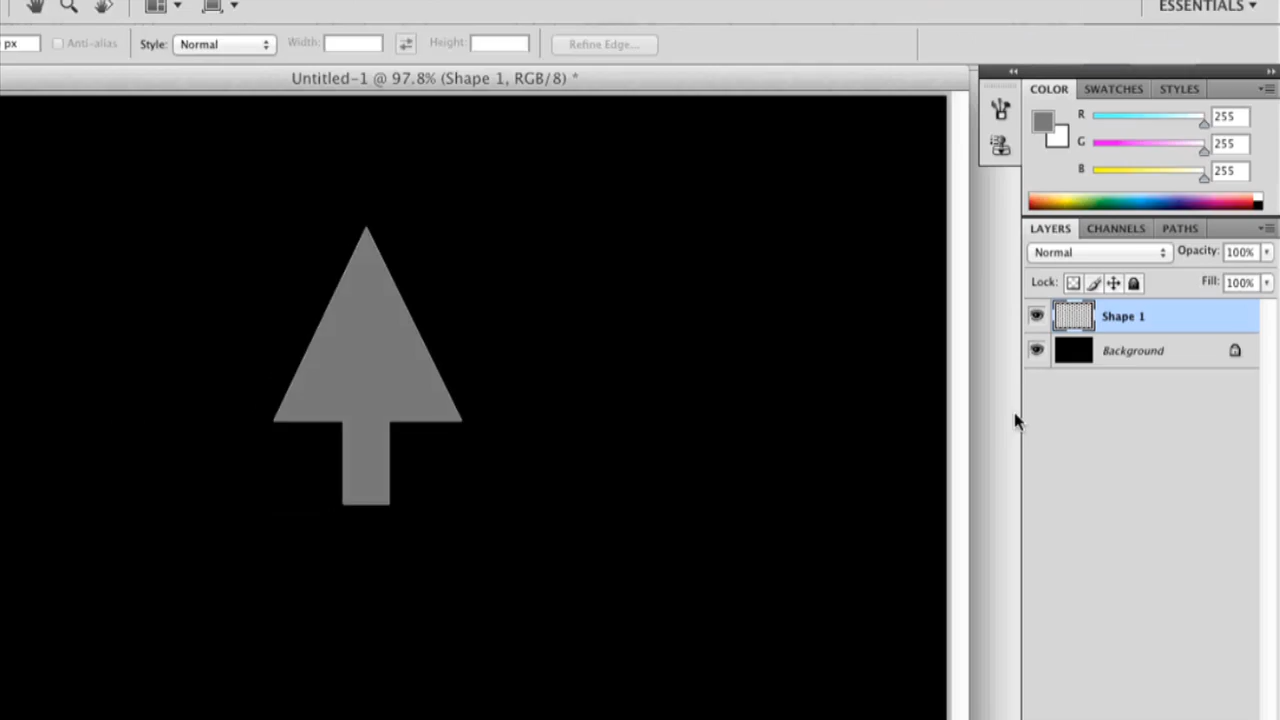 ESSENTIALS
px
Anti-alias
Style: Normal
Width:
Height:
Refine Edge...
Untitled-1 @ 97.8% (Shape 1, RGB/8) *
COLOR SWATCHES STYLES
R 255
G 255
B 255
LAYERS CHANNELS PATHS
Normal Opacity: 100%
Lock: Fill: 100%
Shape 1
Background